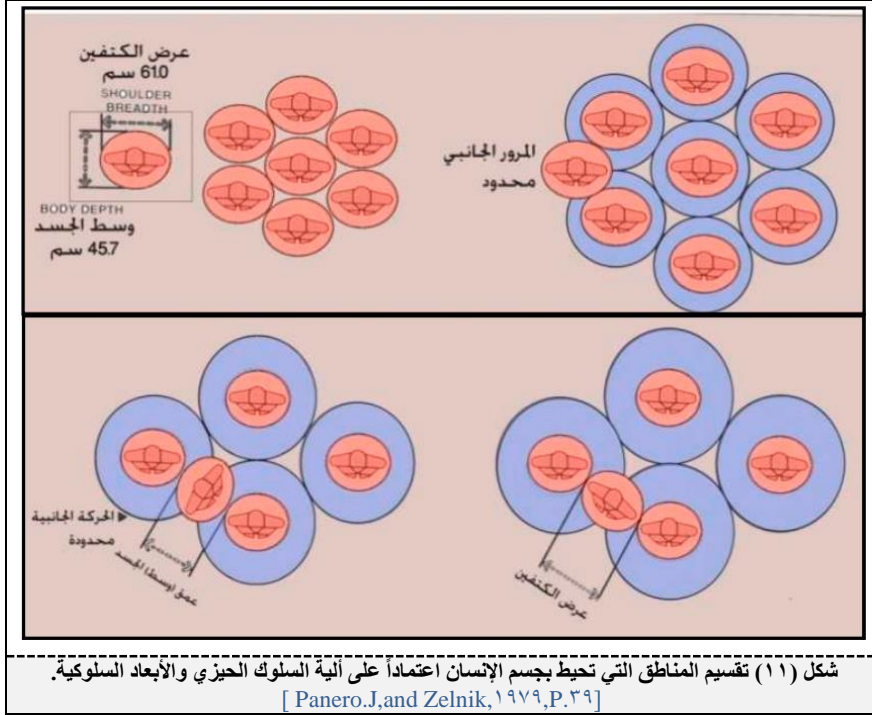 عرض الكتفين
61.0 سم
SHOULDER
BREADTH
BODY DEPTH
وسط الجسد
45.7 سم
المرور الجانبي
محدود
الحركة الجانبية
محدودة
عمق (وسط) الجسد
عرض الكتفين
شكل (١١) تقسيم المناطق التي تحيط بجسم الإنسان اعتماداً على ألية السلوك الحيزي والأبعاد السلوكية.
[ Panero.J,and Zelnik,١٩٧٩,P.٣٩]